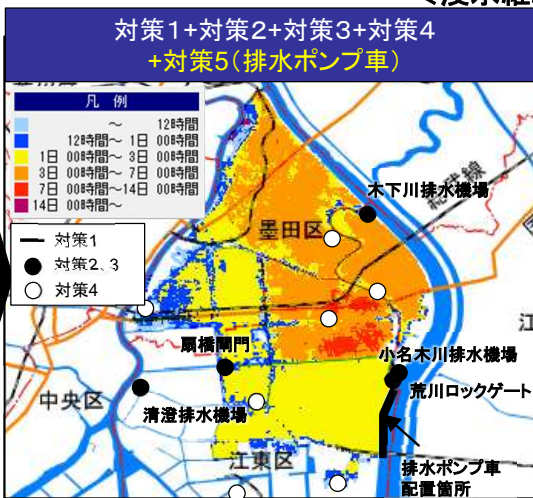 対策1+対策2+対策3+対策4
+対策5(排水ポンプ車)
凡 例
～ 12時間
12時間～ 1日 00時間
1日 00時間～ 3日 00時間
3日 00時間～ 7日 00時間
7日 00時間～14日 00時間
14日 00時間～
対策1
対策2、3
対策4
木下川排水機場
総武線
墨田区
江
扇橋閘門
小名木川排水機場
荒川ロックゲート
中央区
清澄排水機場
江東区
排水ポンプ車
配置箇所